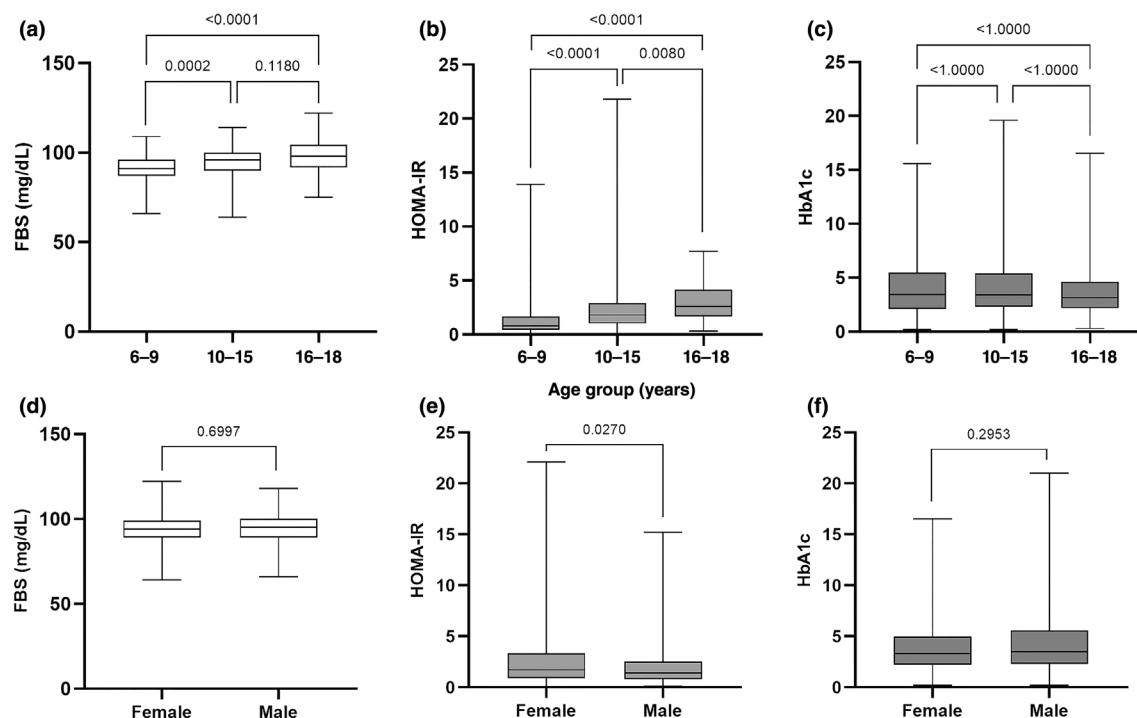 (a)
<0.0001
0.0002
0.1180
FBS (mg/dL)
150
100
50
0
6–9
10–15
16–18
(b)
<0.0001
<0.0001
0.0080
HOMA-IR
25
20
15
10
5
0
6–9
10–15
16–18
Age group (years)
(c)
<1.0000
<1.0000
<1.0000
HbA1c
25
20
15
10
5
0
6–9
10–15
16–18
(d)
0.6997
FBS (mg/dL)
150
100
50
0
Female
Male
(e)
0.0270
HOMA-IR
25
20
15
10
5
0
Female
Male
(f)
0.2953
HbA1c
25
20
15
10
5
0
Female
Male